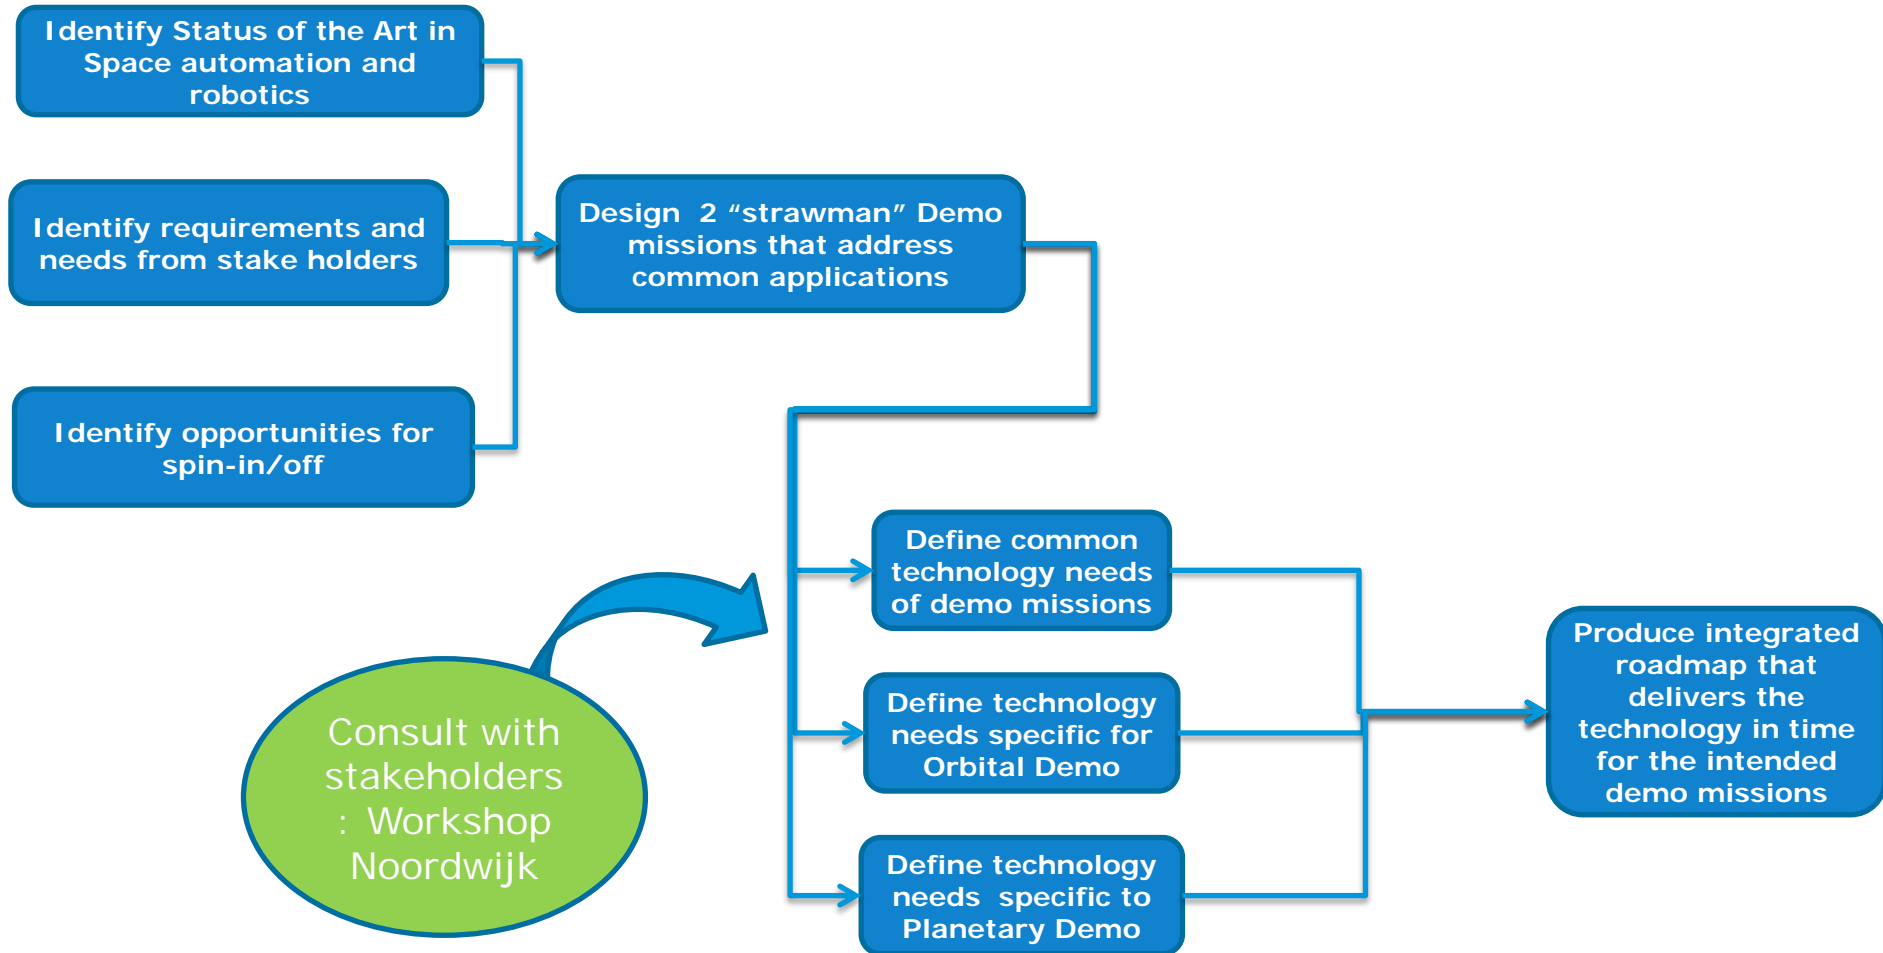 Identify Status of the Art in
Space automation and
robotics
Identify requirements and
needs from stake holders
Identify opportunities for
spin-in/off
Design 2 “strawman” Demo
missions that address
common applications
Consult with
stakeholders
: Workshop
Noordwijk
Define common
technology needs
of demo missions
Define technology
needs specific for
Orbital Demo
Define technology
needs specific to
Planetary Demo
Produce integrated
roadmap that
delivers the
technology in time
for the intended
demo missions